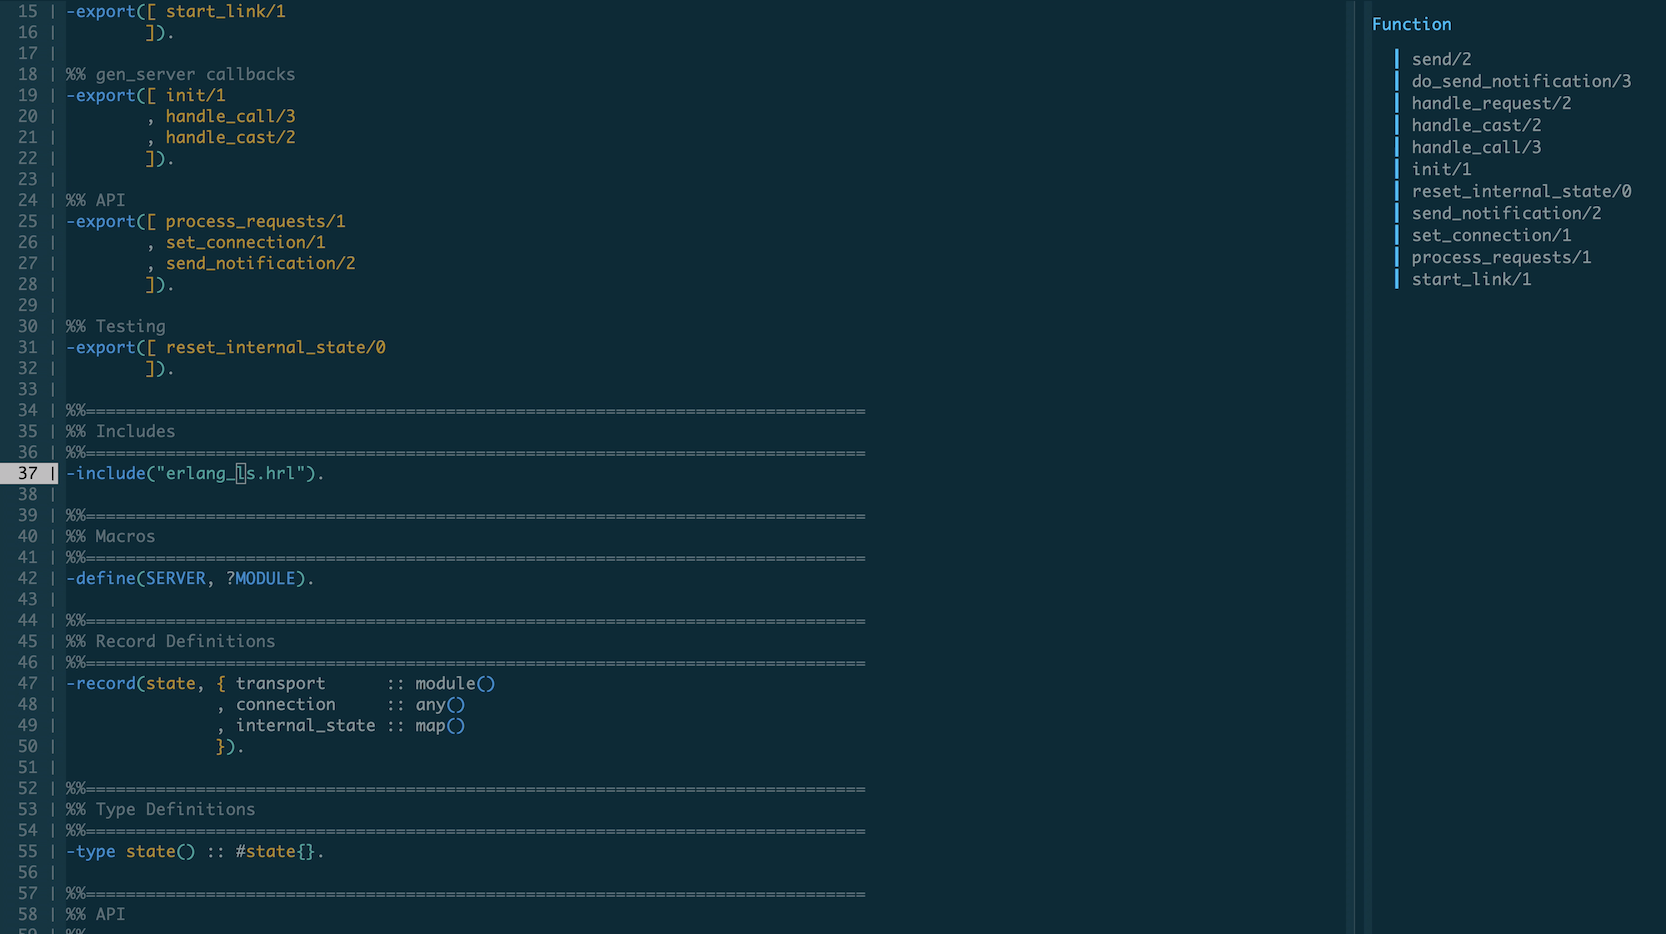 15 | -export([ start_link/1
16 |         ]).
17 |
18 | %% gen_server callbacks
19 | -export([ init/1
20 |         , handle_call/3
21 |         , handle_cast/2
22 |         ]).
23 |
24 | %% API
25 | -export([ process_requests/1
26 |         , set_connection/1
27 |         , send_notification/2
28 |         ]).
29 |
30 | %% Testing
31 | -export([ reset_internal_state/0
32 |         ]).
33 |
34 | %%==============================================================================
35 | %% Includes
36 | %%==============================================================================
37 | -include("erlang_ls.hrl").
38 |
39 | %%==============================================================================
40 | %% Macros
41 | %%==============================================================================
42 | -define(SERVER, ?MODULE).
43 |
44 | %%==============================================================================
45 | %% Record Definitions
46 | %%==============================================================================
47 | -record(state, { transport      :: module()
48 |                , connection     :: any()
49 |                , internal_state :: map()
50 |                }).
51 |
52 | %%==============================================================================
53 | %% Type Definitions
54 | %%==============================================================================
55 | -type state() :: #state{}.
56 |
57 | %%==============================================================================
58 | %% API
59 | %%
Function
send/2
do_send_notification/3
handle_request/2
handle_cast/2
handle_call/3
init/1
reset_internal_state/0
send_notification/2
set_connection/1
process_requests/1
start_link/1